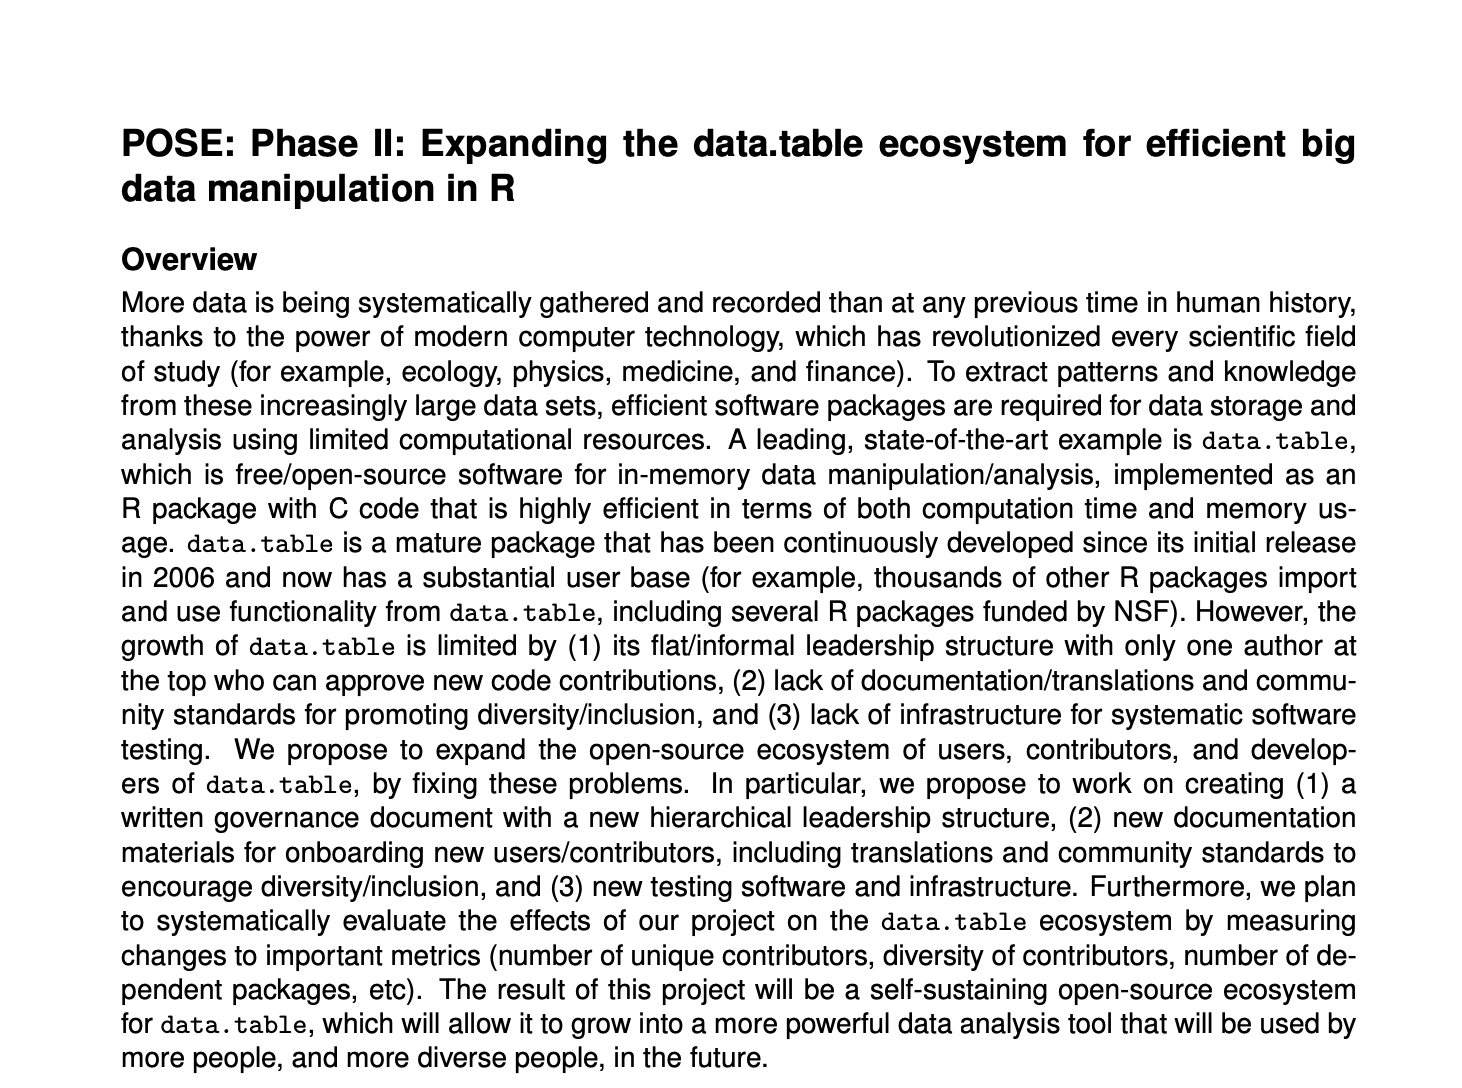 POSE: Phase II: Expanding the data.table ecosystem for efficient big
data manipulation in R
Overview
More data is being systematically gathered and recorded than at any previous time in human history,
thanks to the power of modern computer technology, which has revolutionized every scientific field
of study (for example, ecology, physics, medicine, and finance). To extract patterns and knowledge
from these increasingly large data sets, efficient software packages are required for data storage and
analysis using limited computational resources. A leading, state-of-the-art example is data.table,
which is free/open-source software for in-memory data manipulation/analysis, implemented as an
R package with C code that is highly efficient in terms of both computation time and memory us-
age. data.table is a mature package that has been continuously developed since its initial release
in 2006 and now has a substantial user base (for example, thousands of other R packages import
and use functionality from data.table, including several R packages funded by NSF). However, the
growth of data.table is limited by (1) its flat/informal leadership structure with only one author at
the top who can approve new code contributions, (2) lack of documentation/translations and commu-
nity standards for promoting diversity/inclusion, and (3) lack of infrastructure for systematic software
testing. We propose to expand the open-source ecosystem of users, contributors, and develop-
ers of data.table, by fixing these problems. In particular, we propose to work on creating (1) a
written governance document with a new hierarchical leadership structure, (2) new documentation
materials for onboarding new users/contributors, including translations and community standards to
encourage diversity/inclusion, and (3) new testing software and infrastructure. Furthermore, we plan
to systematically evaluate the effects of our project on the data.table ecosystem by measuring
changes to important metrics (number of unique contributors, diversity of contributors, number of de-
pendent packages, etc). The result of this project will be a self-sustaining open-source ecosystem
for data.table, which will allow it to grow into a more powerful data analysis tool that will be used by
more people, and more diverse people, in the future.